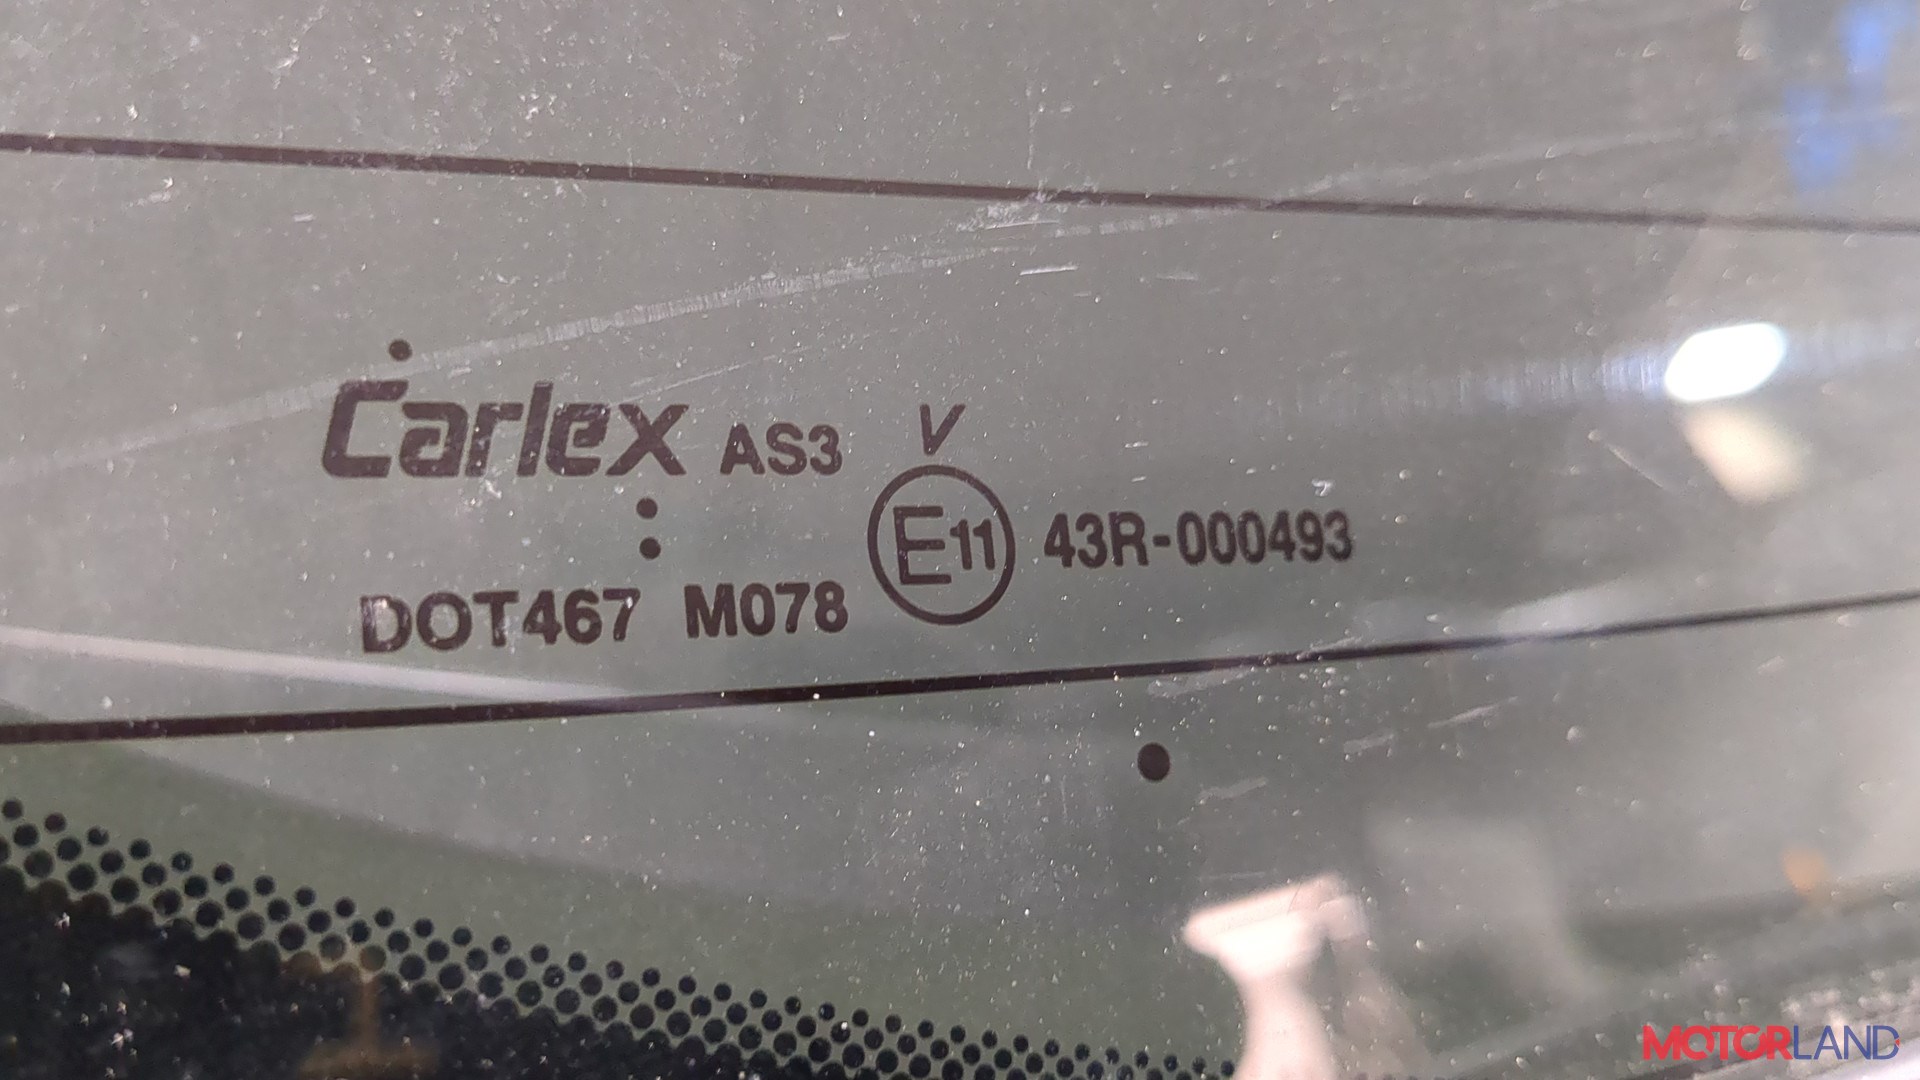 Carlex AS3 V
E11 43R-000493
DOT467 M078
MOTORLAND